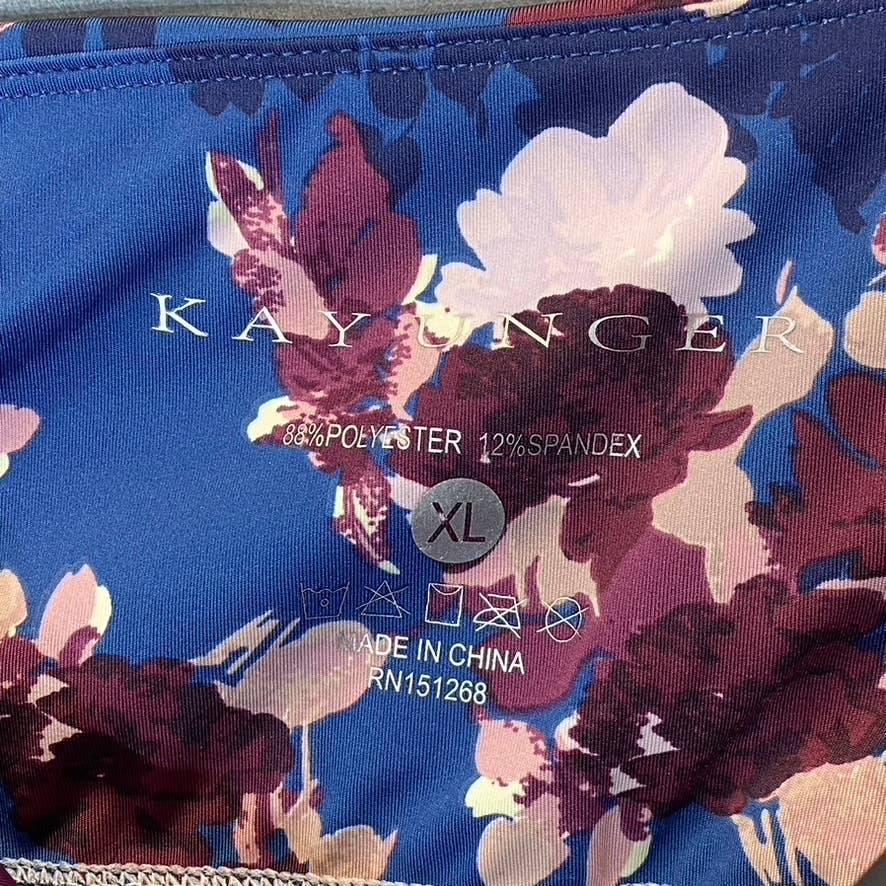 KAY UNGER
88%POLYESTER 12%SPANDEX
XL
MADE IN CHINA
RN151268